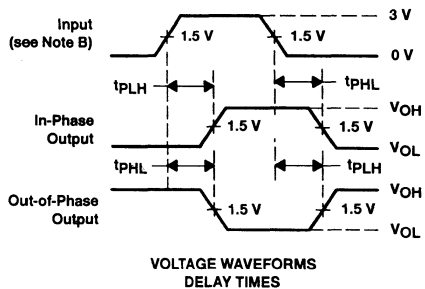 Input
(see Note B)
1.5 V
1.5 V
3 V
0 V
tPLH
tPHL
In-Phase
Output
1.5 V
1.5 V
VOH
VOL
tPHL
tPLH
Out-of-Phase
Output
1.5 V
1.5 V
VOH
VOL
VOLTAGE WAVEFORMS
DELAY TIMES